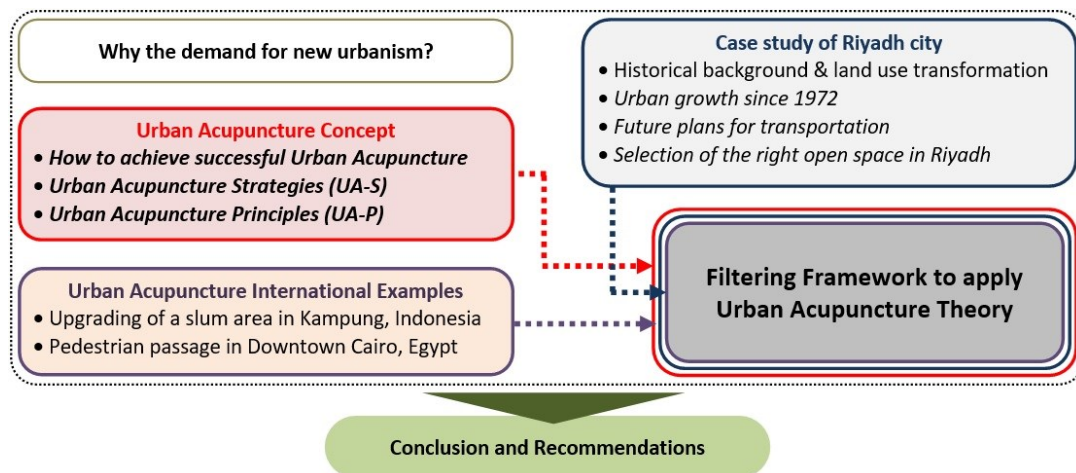 Why the demand for new urbanism?
Urban Acupuncture Concept
• How to achieve successful Urban Acupuncture
• Urban Acupuncture Strategies (UA-S)
• Urban Acupuncture Principles (UA-P)
Urban Acupuncture International Examples
• Upgrading of a slum area in Kampung, Indonesia
• Pedestrian passage in Downtown Cairo, Egypt
Case study of Riyadh city
• Historical background & land use transformation
• Urban growth since 1972
• Future plans for transportation
• Selection of the right open space in Riyadh
Filtering Framework to apply
Urban Acupuncture Theory
Conclusion and Recommendations